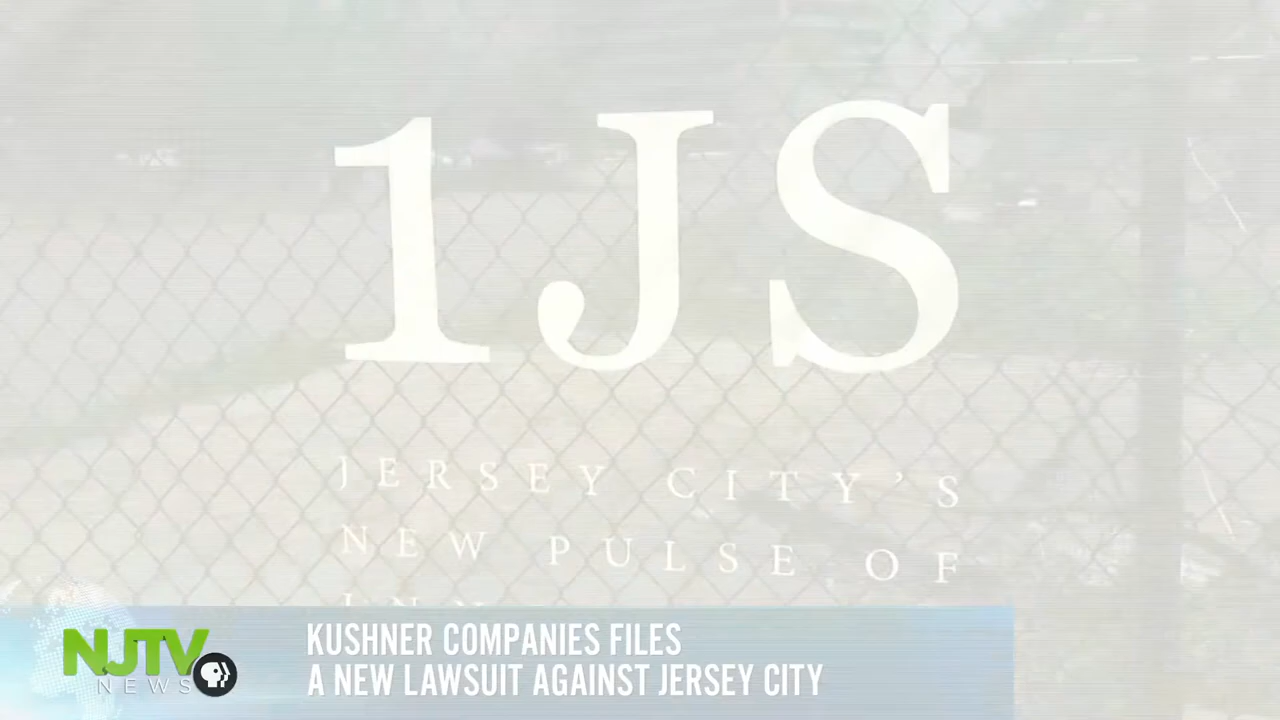 1JS
JERSEY CITY'S
NEW PULSE OF
NJTV
NEWS
KUSHNER COMPANIES FILES
A NEW LAWSUIT AGAINST JERSEY CITY